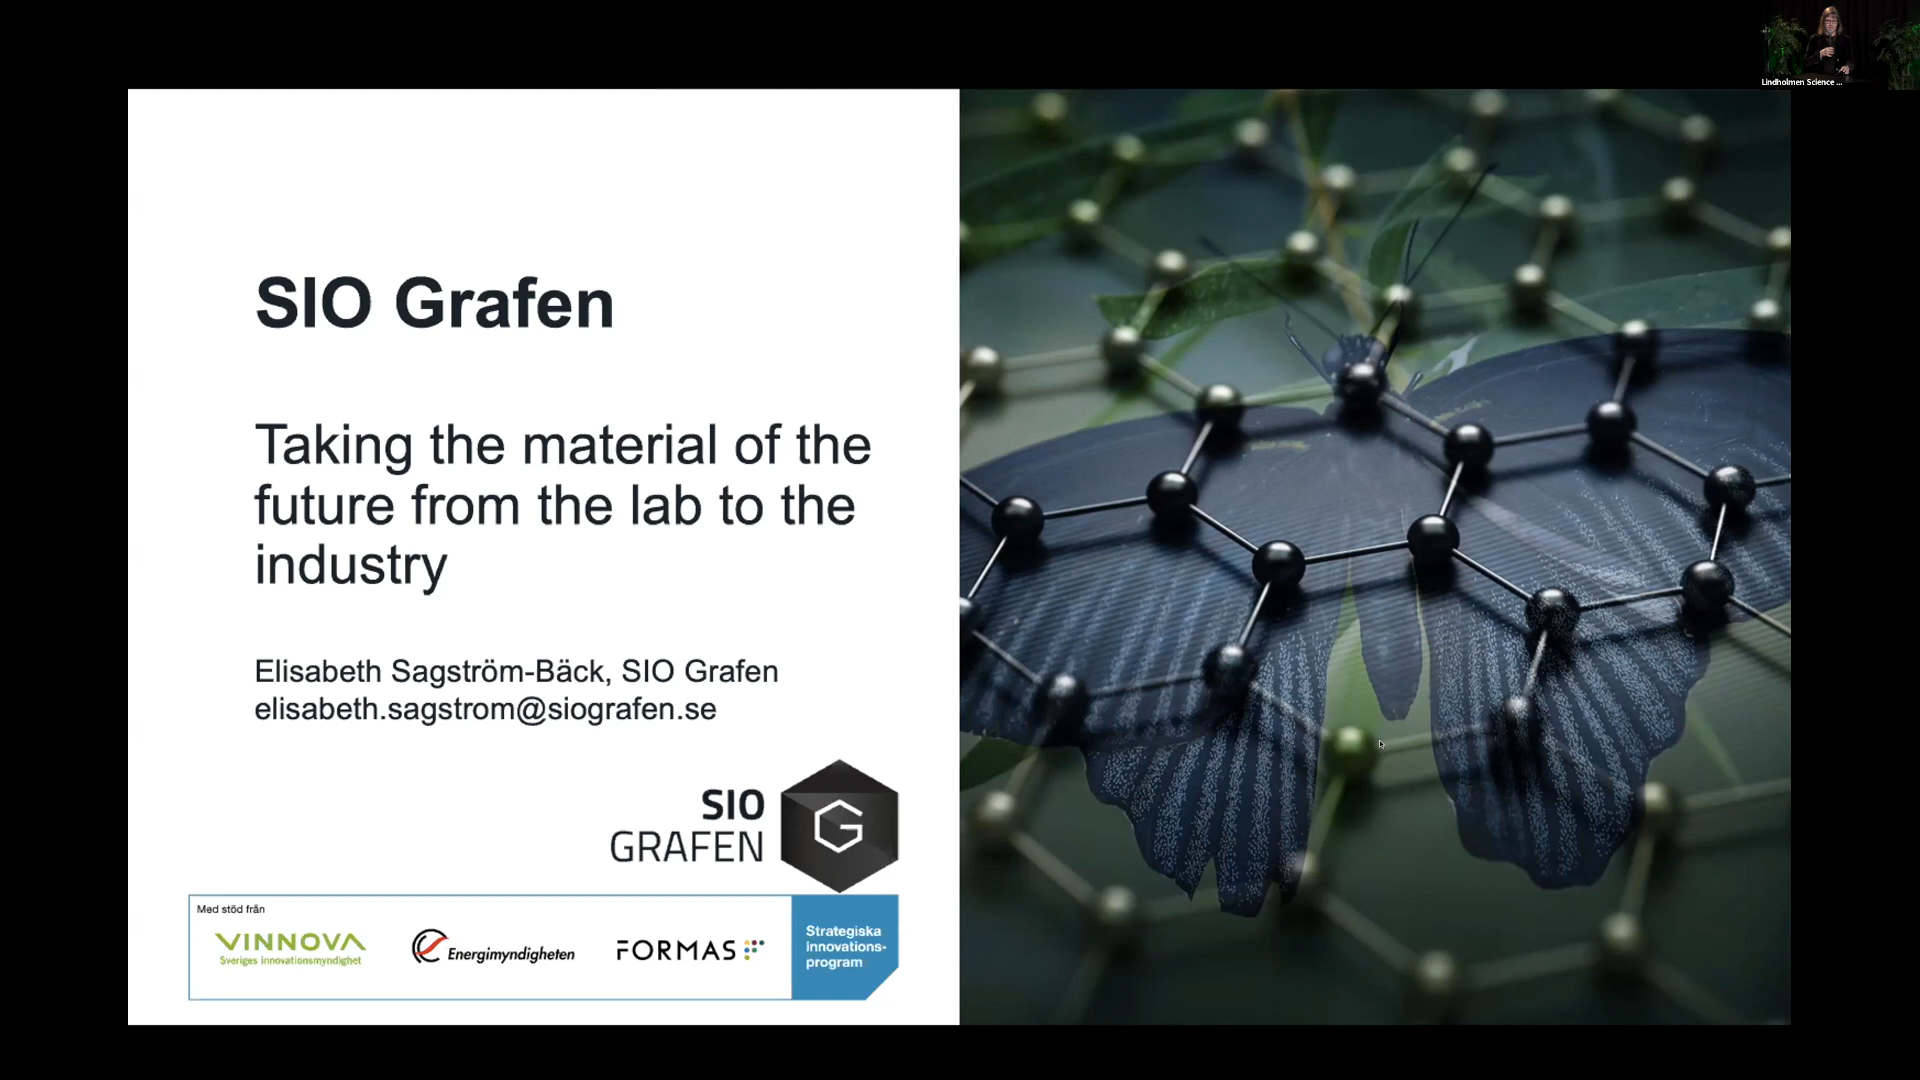 Lindholmen Science ...
SIO Grafen
Taking the material of the
future from the lab to the
industry
Elisabeth Sagström-Bäck, SIO Grafen
elisabeth.sagstrom@siografen.se
SIO
GRAFEN
G
Med stöd från
VINNOVA
Sveriges innovationsmyndighet
Energimyndigheten
FORMAS
Strategiska
innovations-
program